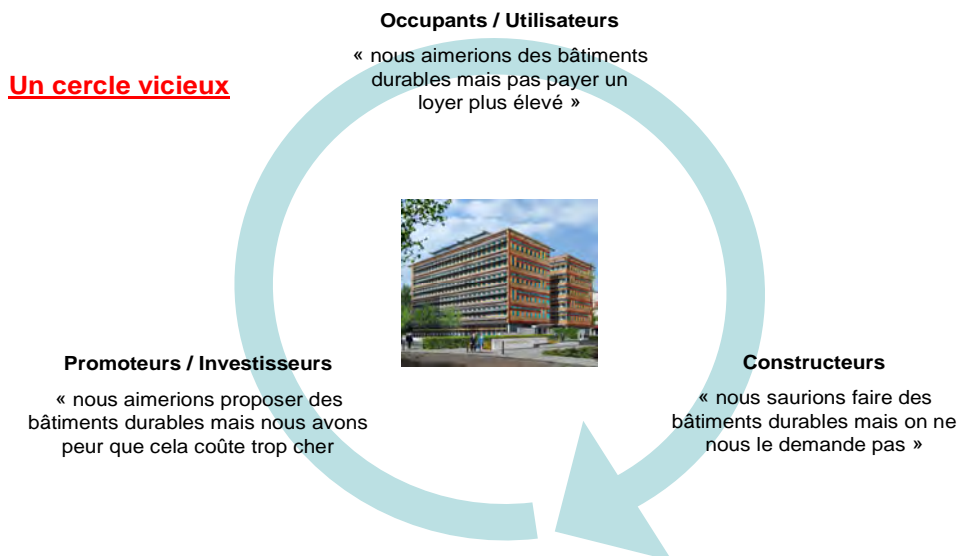 Occupants / Utilisateurs
« nous aimerions des bâtiments
durables mais pas payer un
loyer plus élevé »
Un cercle vicieux
Promoteurs / Investisseurs
« nous aimerions proposer des
bâtiments durables mais nous avons
peur que cela coûte trop cher
Constructeurs
« nous saurions faire des
bâtiments durables mais on ne
nous le demande pas »